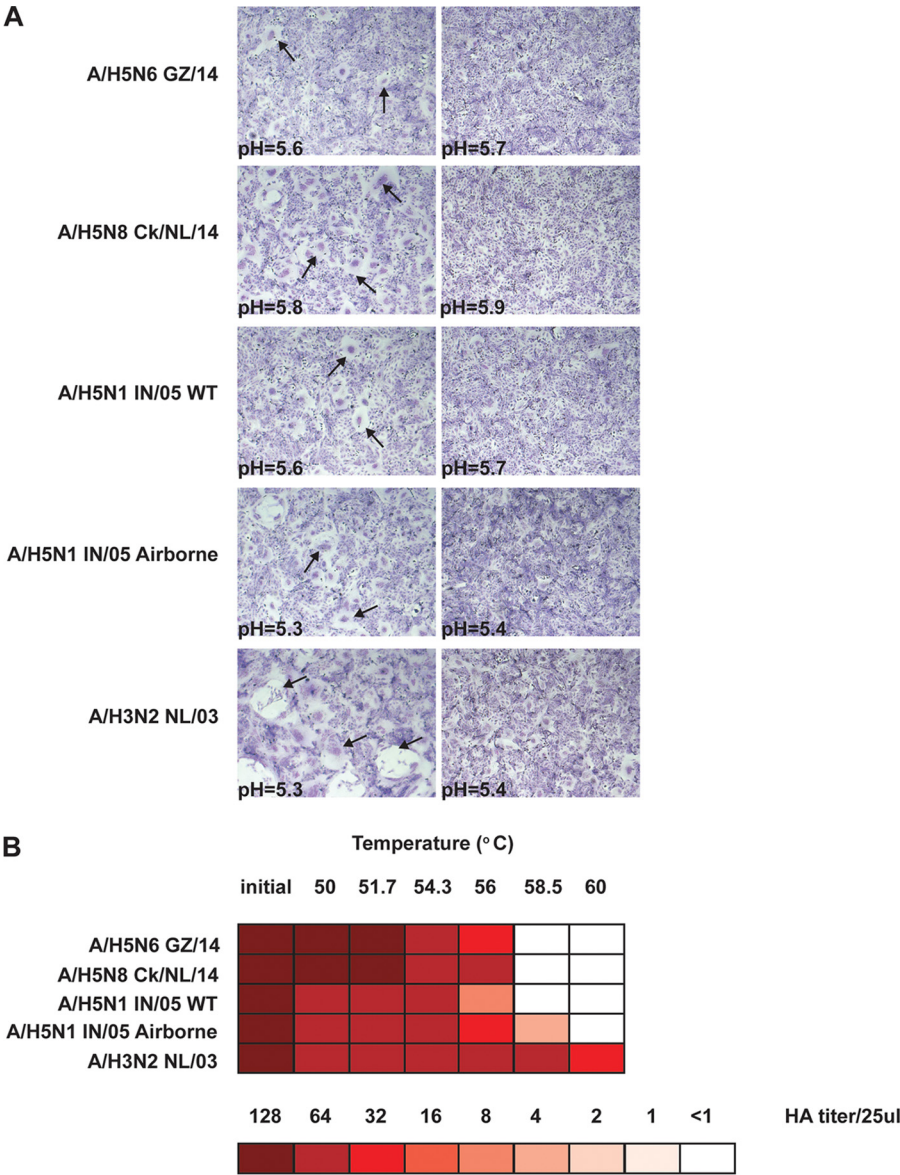 A
A/H5N6 GZ/14
pH=5.6
pH=5.7
A/H5N8 Ck/NL/14
pH=5.8
pH=5.9
A/H5N1 IN/05 WT
pH=5.6
pH=5.7
A/H5N1 IN/05 Airborne
pH=5.3
pH=5.4
A/H3N2 NL/03
pH=5.3
pH=5.4
B
Temperature (°C)
initial 50 51.7 54.3 56 58.5 60
A/H5N6 GZ/14
A/H5N8 Ck/NL/14
A/H5N1 IN/05 WT
A/H5N1 IN/05 Airborne
A/H3N2 NL/03
128 64 32 16 8 4 2 1 <1 HA titer/25ul